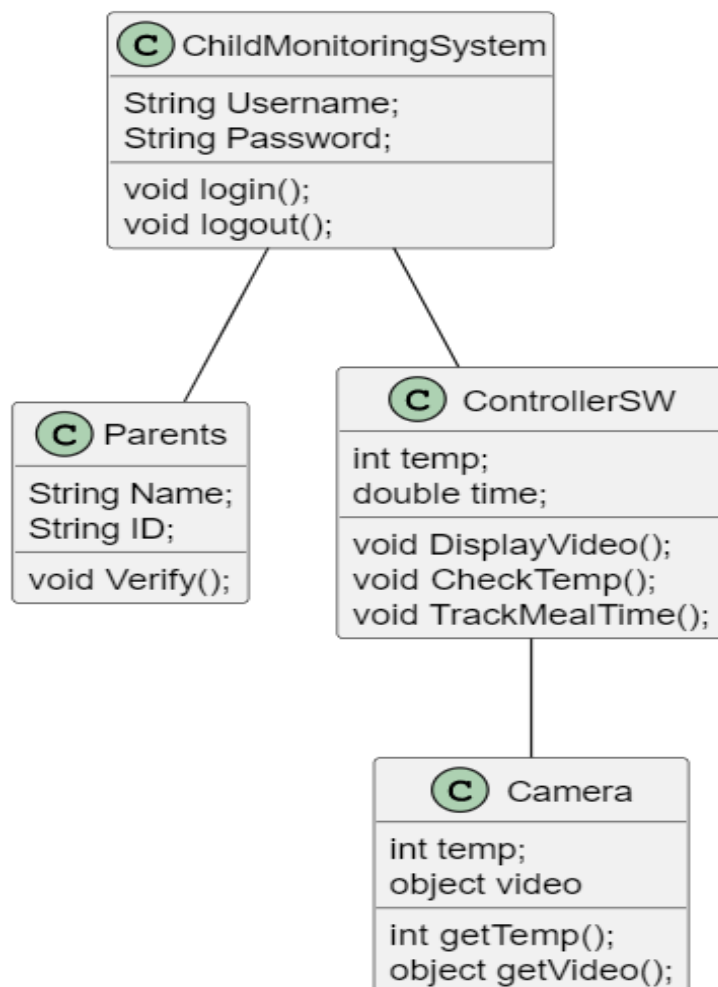 C ChildMonitoringSystem
String Username;
String Password;
void login();
void logout();
C Parents
String Name;
String ID;
void Verify();
C ControllerSW
int temp;
double time;
void DisplayVideo();
void CheckTemp();
void TrackMealTime();
C Camera
int temp;
object video
int getTemp();
object getVideo();